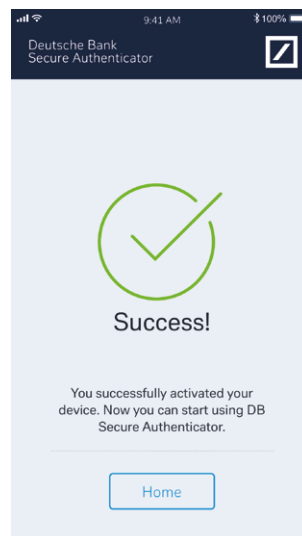 9:41 AM
100%
Deutsche Bank
Secure Authenticator
Success!
You successfully activated your
device. Now you can start using DB
Secure Authenticator.
Home